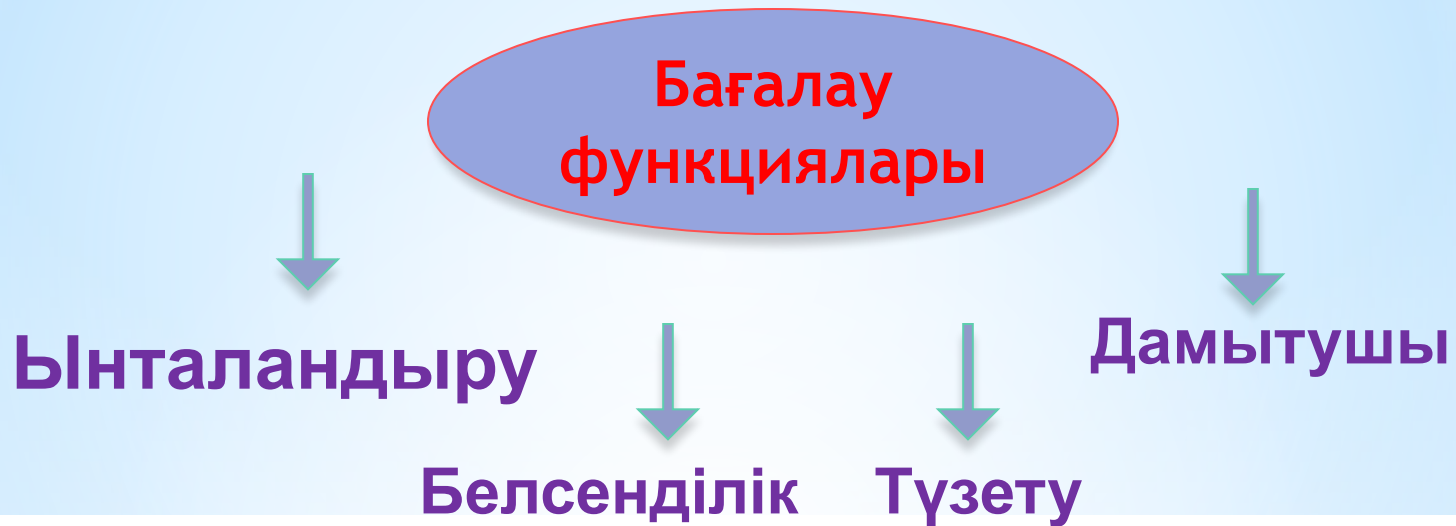 Бағалау
функциялары
Ынталандыру
Дамытушы
Белсенділік
Түзету